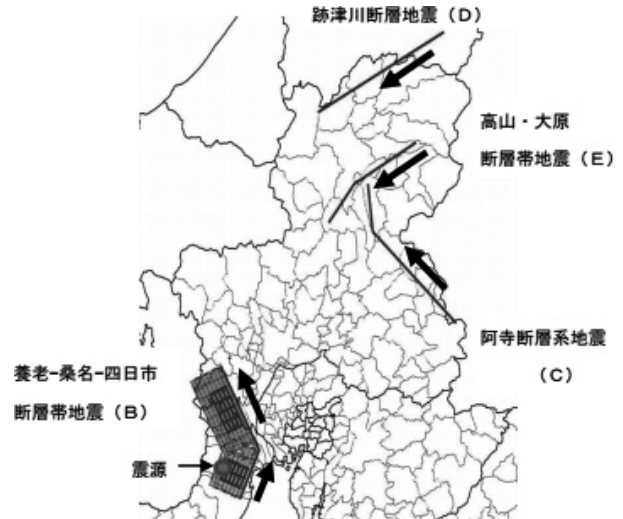 跡津川断層地震（D）
高山・大原
断層帯地震（E）
阿寺断層系地震
（C）
養老-桑名-四日市
断層帯地震（B）
震源